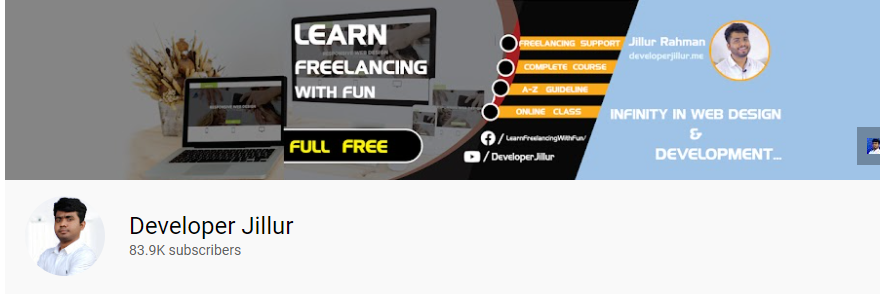 LEARN
FREELANCING
WITH FUN
FULL FREE
FREELANCING SUPPORT
COMPLETE COURSE
A-Z GUIDELINE
ONLINE CLASS
/LearnFreelancingWithFun/
/DeveloperJillur
Jillur Rahman
developerjillur.me
INFINITY IN WEB DESIGN
&
DEVELOPMENT...
Developer Jillur
83.9K subscribers